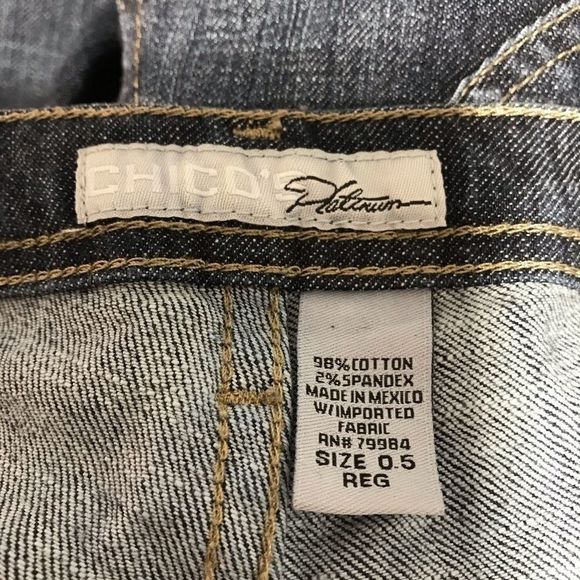 CHICO'S Platinum
98% COTTON
2% SPANDEX
MADE IN MEXICO
W/IMPORTED
FABRIC
RN# 79984
SIZE 0.5
REG